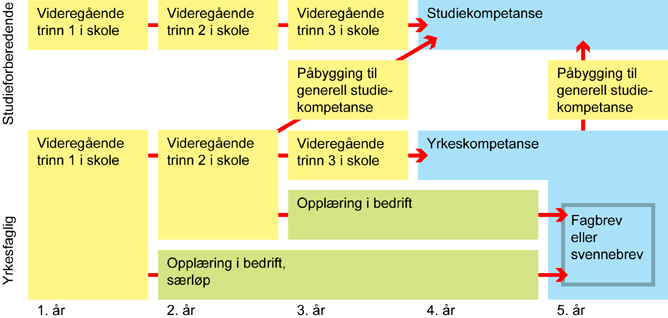 Studieforberedende
Videregående
trinn 1 i skole
Videregående
trinn 2 i skole
Videregående
trinn 3 i skole
Studiekompetanse
Påbygging til
generell studie-
kompetanse
Påbygging til
generell studie-
kompetanse
Yrkesfaglig
Videregående
trinn 1 i skole
Videregående
trinn 2 i skole
Videregående
trinn 3 i skole
Yrkeskompetanse
Opplæring i bedrift
Fagbrev
eller
svennebrev
Opplæring i bedrift,
særløp
1. år
2. år
3. år
4. år
5. år